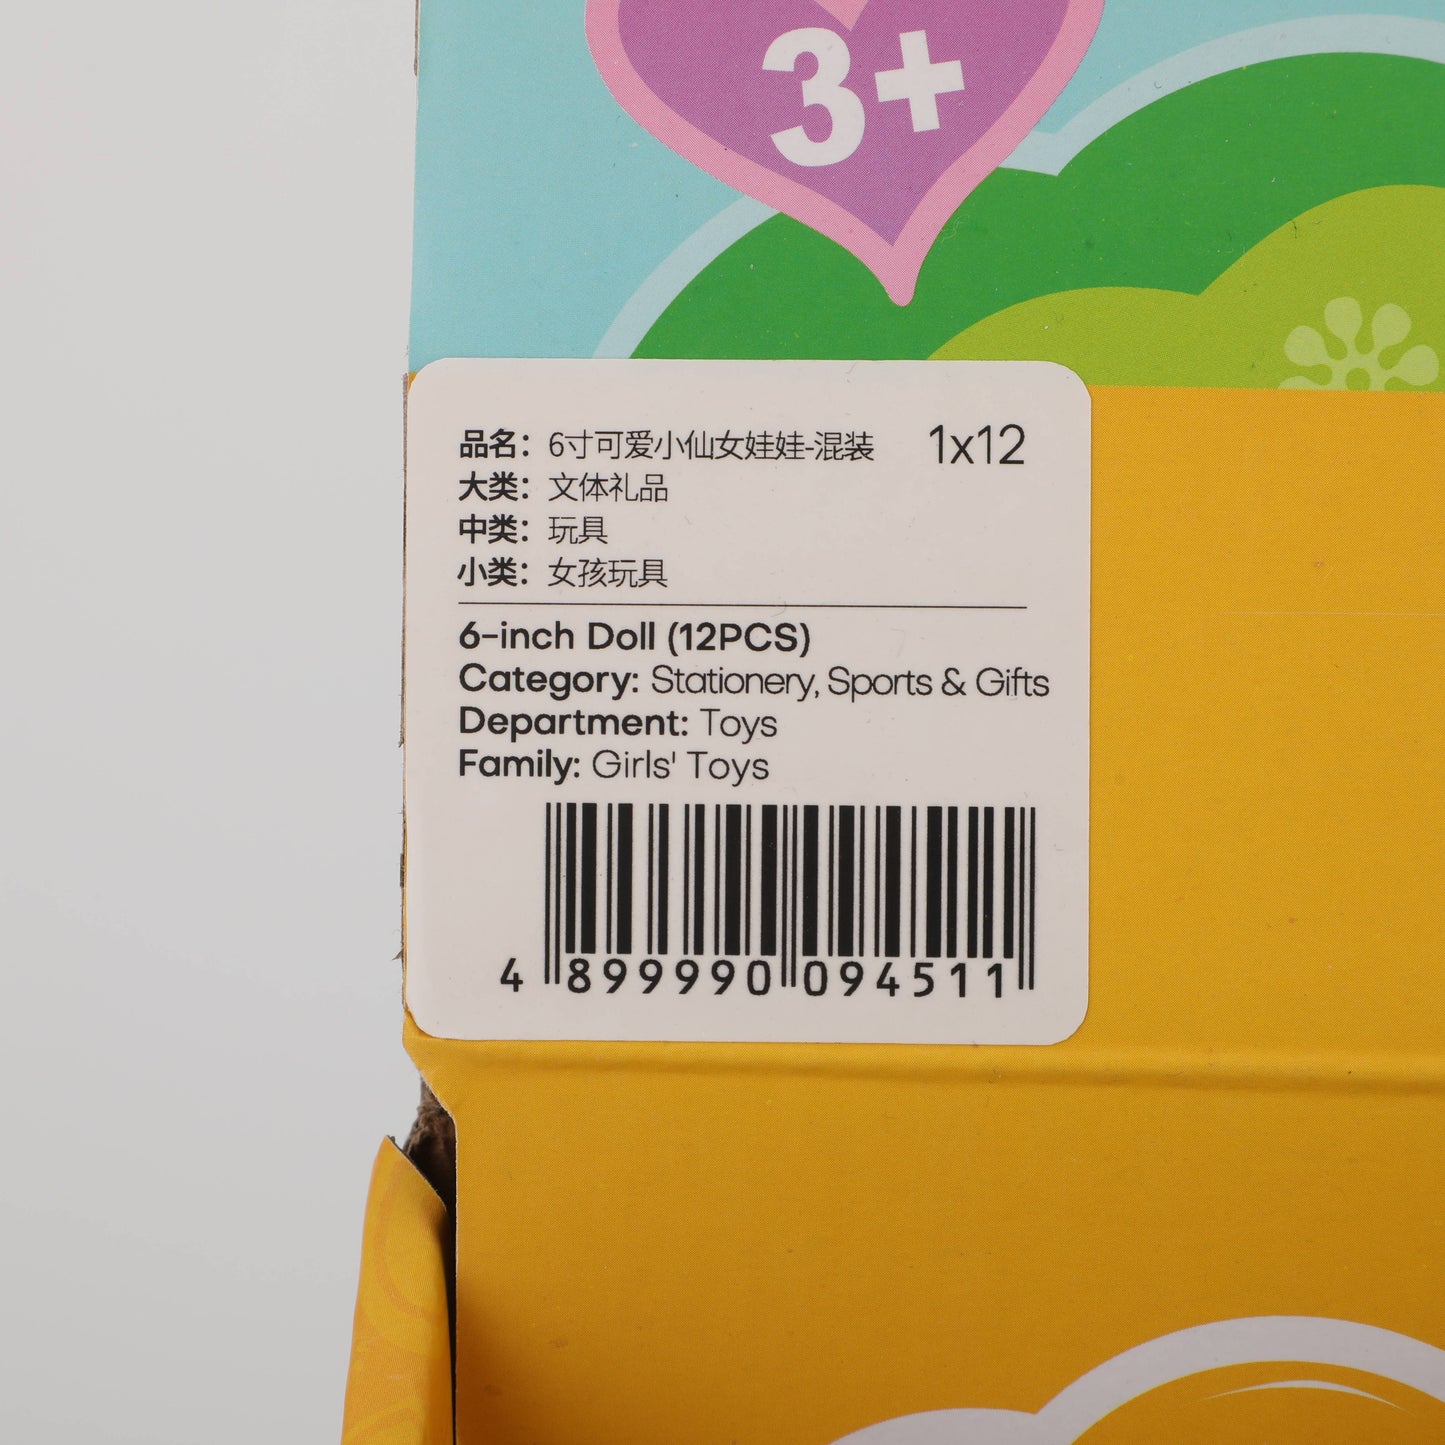 3+
品名：6寸可爱小仙女娃娃-混装 1x12
大类：文体礼品
中类：玩具
小类：女孩玩具
6-inch Doll (12PCS)
Category: Stationery, Sports & Gifts
Department: Toys
Family: Girls' Toys
4 899990 094511